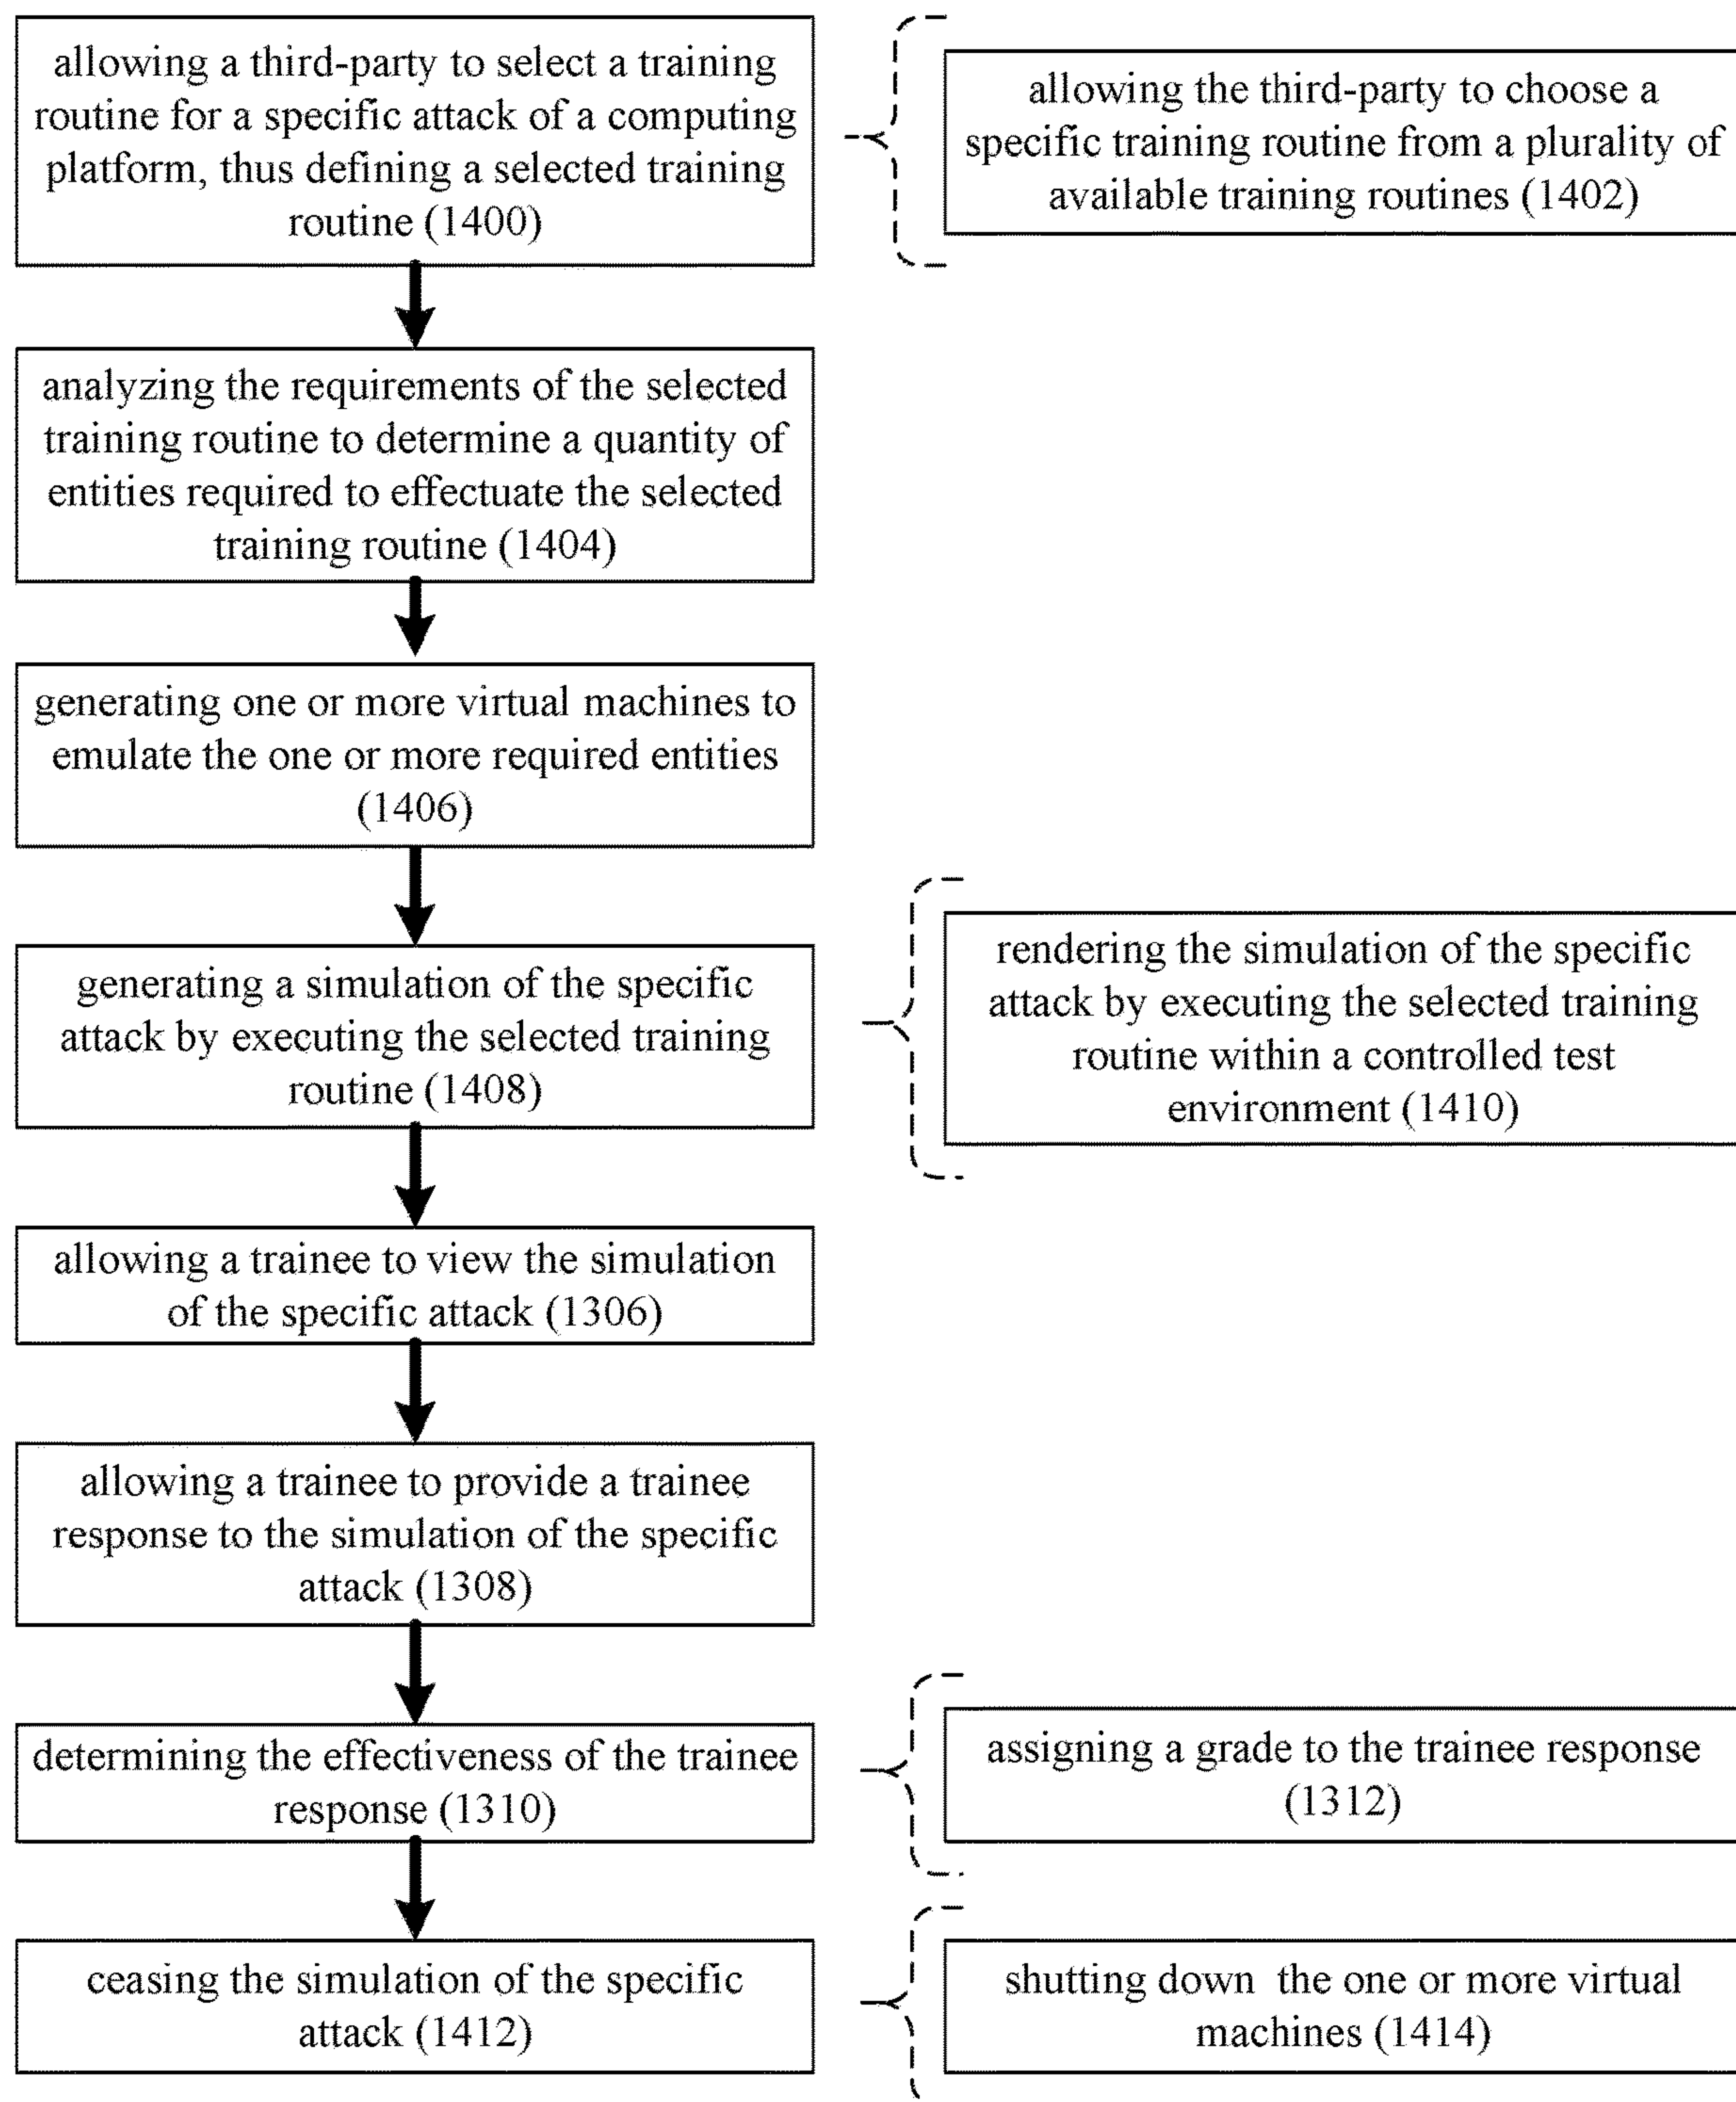 allowing a third-party to select a training
routine for a specific attack of a computing
platform, thus defining a selected training
routine (1400)
allowing the third-party to choose a
specific training routine from a plurality of
available training routines (1402)
analyzing the requirements of the selected
training routine to determine a quantity of
entities required to effectuate the selected
training routine (1404)
generating one or more virtual machines to
emulate the one or more required entities
(1406)
generating a simulation of the specific
attack by executing the selected training
routine (1408)
rendering the simulation of the specific
attack by executing the selected training
routine within a controlled test
environment (1410)
allowing a trainee to view the simulation
of the specific attack (1306)
allowing a trainee to provide a trainee
response to the simulation of the specific
attack (1308)
determining the effectiveness of the trainee
response (1310)
assigning a grade to the trainee response
(1312)
ceasing the simulation of the specific
attack (1412)
shutting down the one or more virtual
machines (1414)